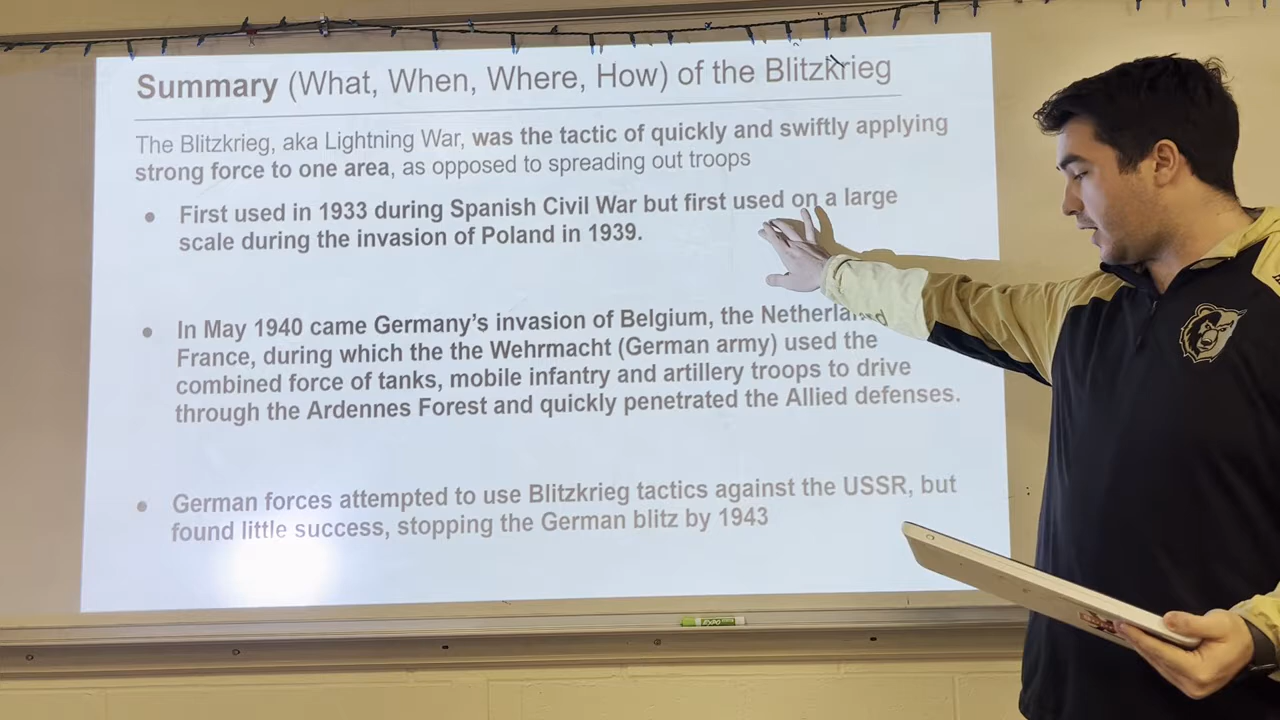 Summary (What, When, Where, How) of the Blitzkrieg
The Blitzkrieg, aka Lightning War, was the tactic of quickly and swiftly applying
strong force to one area, as opposed to spreading out troops
First used in 1933 during Spanish Civil War but first used on a large
scale during the invasion of Poland in 1939.
In May 1940 came Germany's invasion of Belgium, the
France, during which the the Wehrmacht (German army) used the
combined force of tanks, mobile infantry and artillery troops to drive
through the Ardennes Forest and quickly penetrated the Allied defenses.
German forces attempted to use Blitzkrieg tactics against the USSR, but
found little success, stopping the German blitz by 1943
EXPO